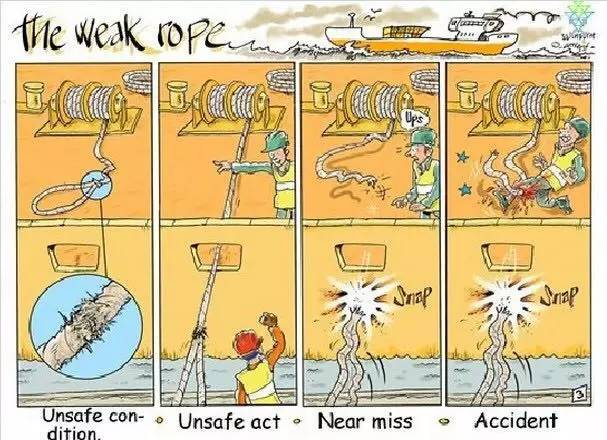 the weak rope
Ups
Snap
Snap
3
Unsafe con-
dition.
Unsafe act
Near miss
Accident